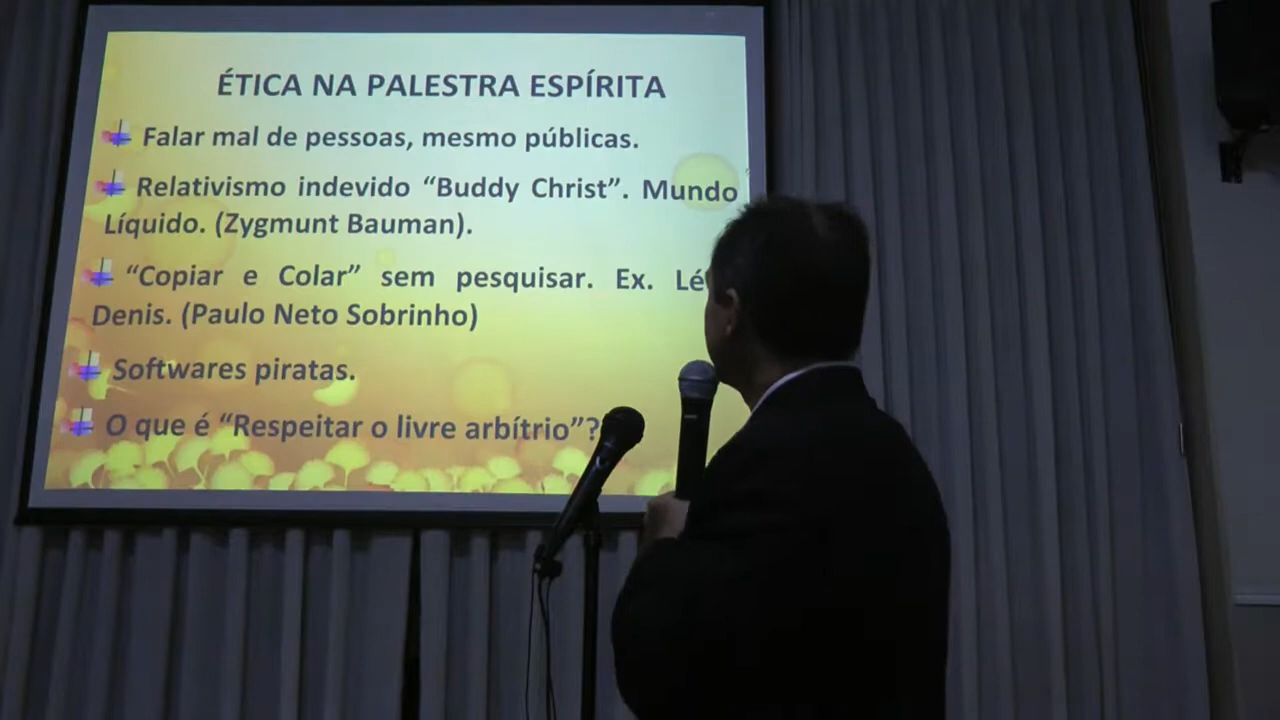 ÉTICA NA PALESTRA ESPÍRITA
Falar mal de pessoas, mesmo públicas.
Relativismo indevido “Buddy Christ”. Mundo
Líquido. (Zygmunt Bauman).
“Copiar e Colar” sem pesquisar. Ex.
Denis. (Paulo Neto Sobrinho)
Softwares piratas.
O que é “Respeitar o livre arbítrio”?